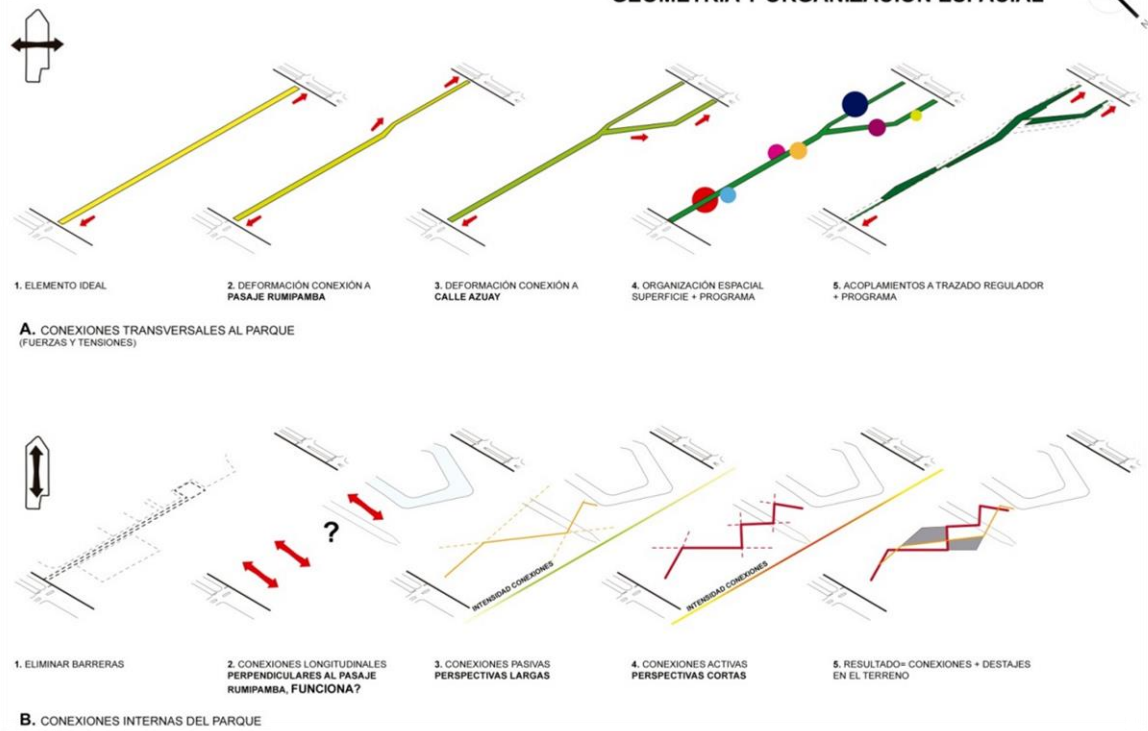 GEOMETRÍA Y ORGANIZACIÓN ESPACIAL
N
1. ELEMENTO IDEAL
2. DEFORMACIÓN CONEXIÓN A
PASAJE RUMIPAMBA
3. DEFORMACIÓN CONEXIÓN A
CALLE AZUAY
4. ORGANIZACIÓN ESPACIAL
SUPERFICIE + PROGRAMA
5. ACOPLAMIENTOS A TRAZADO REGULADOR
+ PROGRAMA
A. CONEXIONES TRANSVERSALES AL PARQUE
(FUERZAS Y TENSIONES)
?
INTENSIDAD CONEXIONES
INTENSIDAD CONEXIONES
1. ELIMINAR BARRERAS
2. CONEXIONES LONGITUDINALES
PERPENDICULARES AL PASAJE
RUMIPAMBA, FUNCIONA?
3. CONEXIONES PASIVAS
PERSPECTIVAS LARGAS
4. CONEXIONES ACTIVAS
PERSPECTIVAS CORTAS
5. RESULTADO= CONEXIONES + DESTAJES
EN EL TERRENO
B. CONEXIONES INTERNAS DEL PARQUE